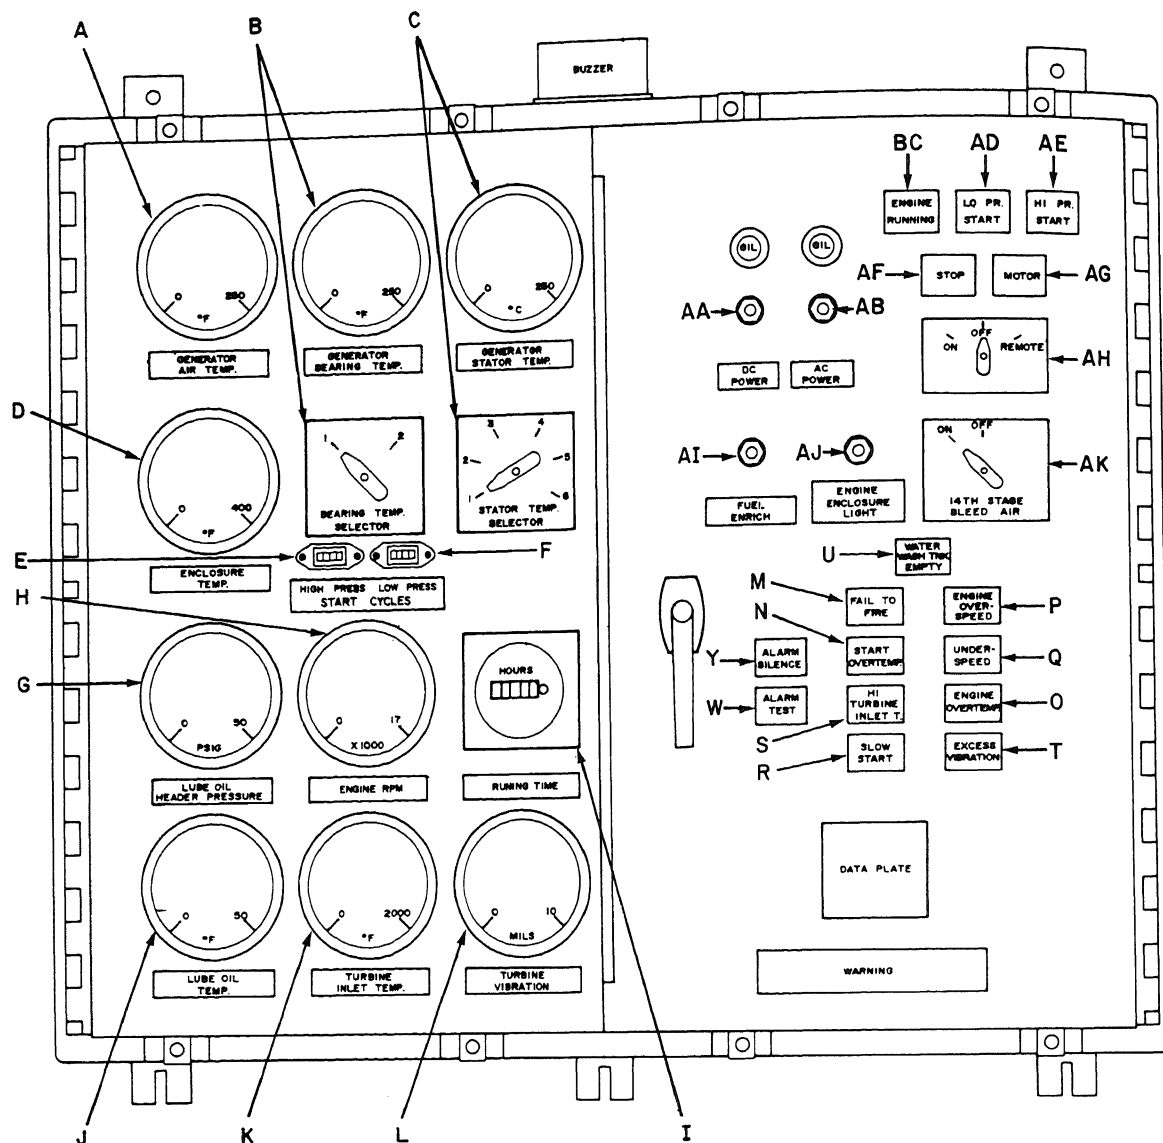 A
B
C
BUZZER
BC AD AE
ENGINE
RUNNING
LO PR.
START
HI PR.
START
GIL GIL
AF STOP MOTOR AG
AA AB
0 250
°F
GENERATOR
AIR TEMP.
0 250
°F
GENERATOR
BEARING TEMP.
0 250
°C
GENERATOR
STATOR TEMP.
DC
POWER
AC
POWER
ON OFF REMOTE AH
D
0 400
°F
ENCLOSURE
TEMP.
1 2
BEARING TEMP.
SELECTOR
1 2 3 4 5 6
STATOR TEMP.
SELECTOR
AI AJ
FUEL
ENRICH
ENGINE
ENCLOSURE
LIGHT
ON OFF
14TH STAGE
BLEED AIR
AK
E F
HIGH PRESS LOW PRESS
START CYCLES
U
WATER
WASH TNK
EMPTY
H
M
FAIL TO
FIRE
ENGINE
OVER-
SPEED
P
N
START
OVERTEMP.
UNDER-
SPEED
Q
Y
ALARM
SILENCE
W
ALARM
TEST
HI
TURBINE
INLET T.
S
ENGINE
OVERTEMP.
O
R
SLOW
START
EXCESS
VIBRATION
T
G
0 50
PSIG
LUBE OIL
HEADER PRESSURE
0 17
X1000
ENGINE RPM
HOURS
RUNING TIME
0 50
°F
LUBE OIL
TEMP.
0 2000
°F
TURBINE
INLET TEMP.
0 10
MILS
TURBINE
VIBRATION
DATA PLATE
WARNING
J K L I